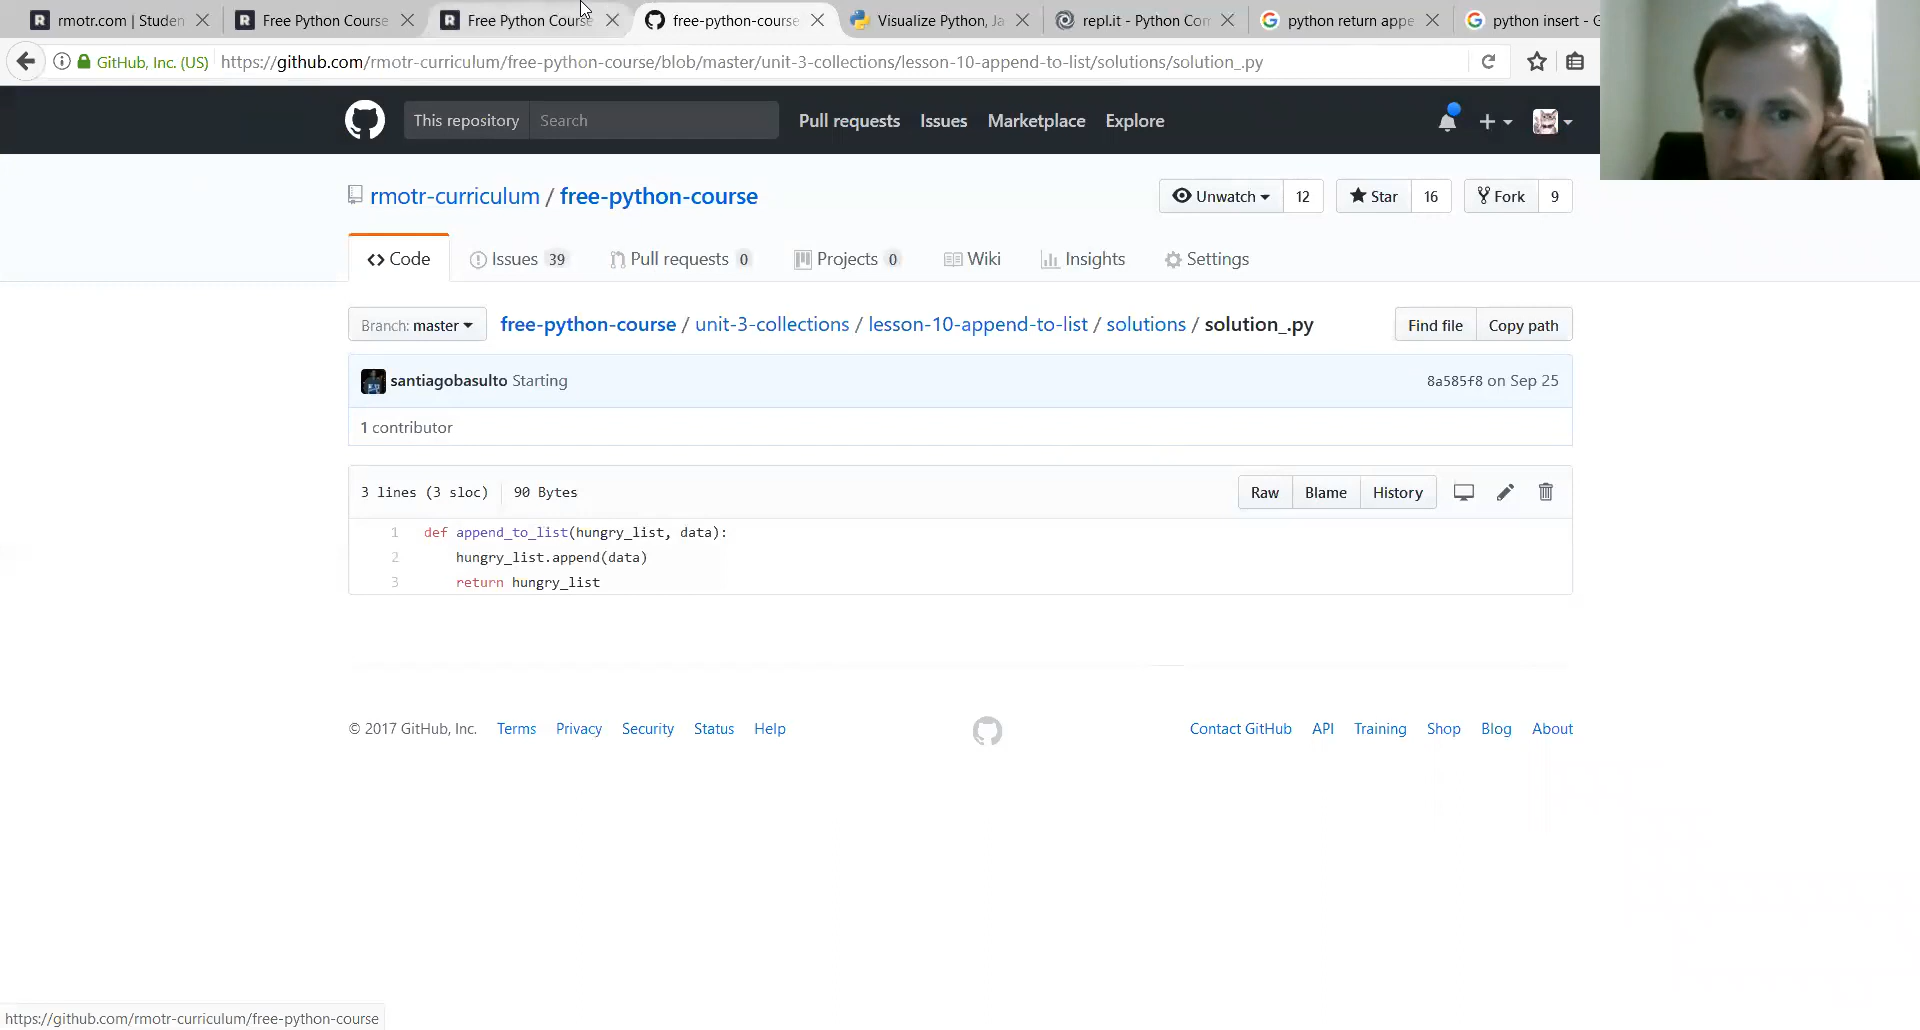 rmotr.com | Studen
Free Python Course
Free Python Course
free-python-course
Visualize Python, Ja
repl.it - Python Com
python return appe
python insert - G
GitHub, Inc. (US)
https://github.com/rmotr-curriculum/free-python-course/blob/master/unit-3-collections/lesson-10-append-to-list/solutions/solution_.py
This repository
Search
Pull requests
Issues
Marketplace
Explore
rmotr-curriculum / free-python-course
Unwatch 12
Star 16
Fork 9
Code
Issues 39
Pull requests 0
Projects 0
Wiki
Insights
Settings
Branch: master
free-python-course / unit-3-collections / lesson-10-append-to-list / solutions / solution_.py
Find file
Copy path
santiagobasulto Starting
8a585f8 on Sep 25
1 contributor
3 lines (3 sloc)
90 Bytes
Raw
Blame
History
1 def append_to_list(hungry_list, data):
2 hungry_list.append(data)
3 return hungry_list
© 2017 GitHub, Inc.
Terms
Privacy
Security
Status
Help
Contact GitHub
API
Training
Shop
Blog
About
https://github.com/rmotr-curriculum/free-python-course